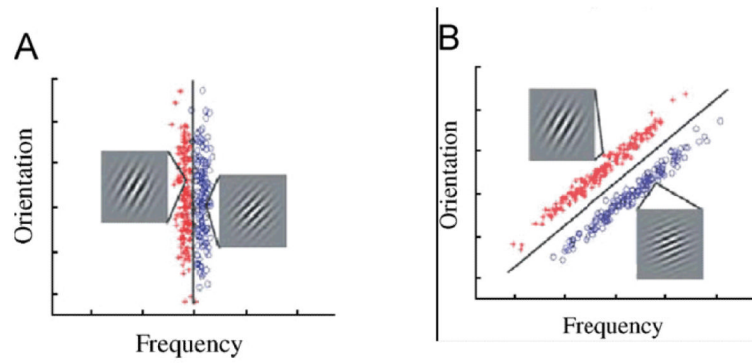 A
Orientation
Frequency
B
Orientation
Frequency